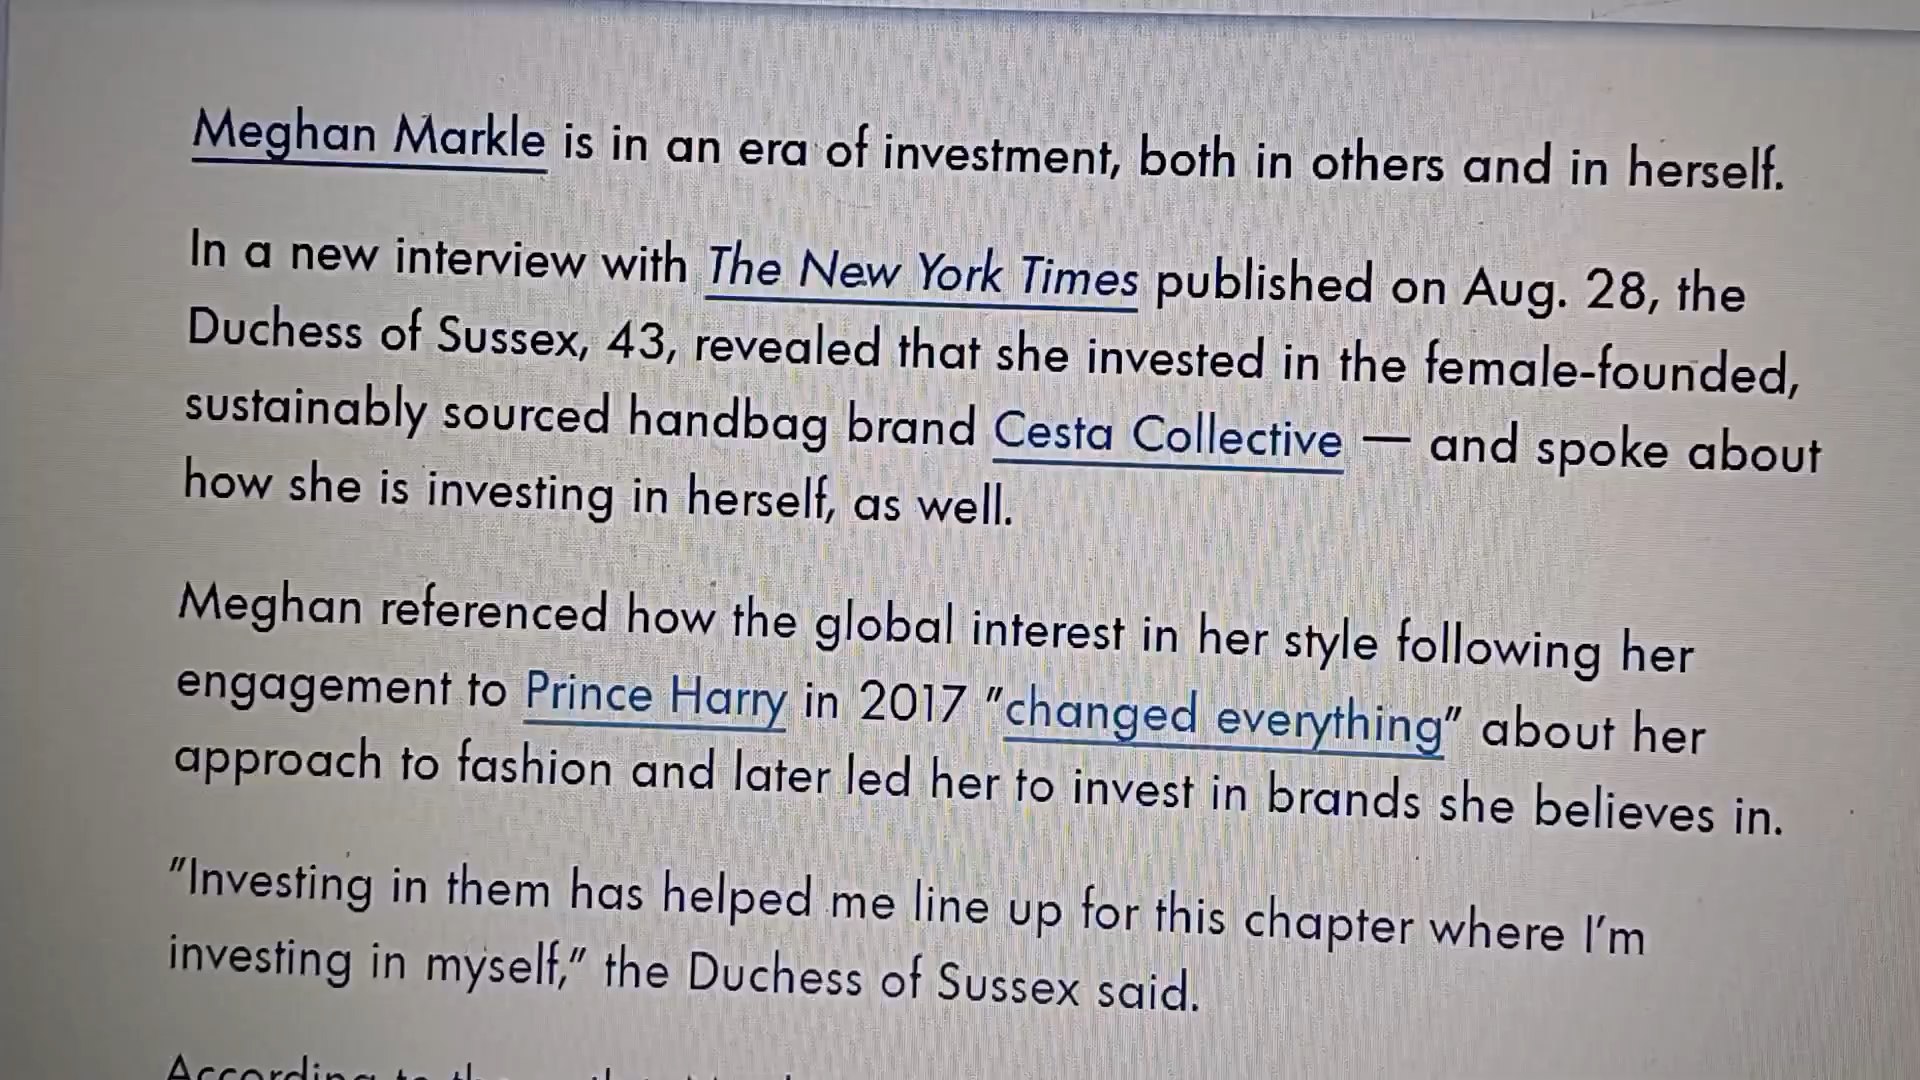 Meghan Markle is in an era of investment, both in others and in herself.
In a new interview with The New York Times published on Aug. 28, the
Duchess of Sussex, 43, revealed that she invested in the female-founded,
sustainably sourced handbag brand Cesta Collective — and spoke about
how she is investing in herself, as well.
Meghan referenced how the global interest in her style following her
engagement to Prince Harry in 2017 "changed everything" about her
approach to fashion and later led her to invest in brands she believes in.
"Investing in them has helped me line up for this chapter where I'm
investing in myself," the Duchess of Sussex said.
According to